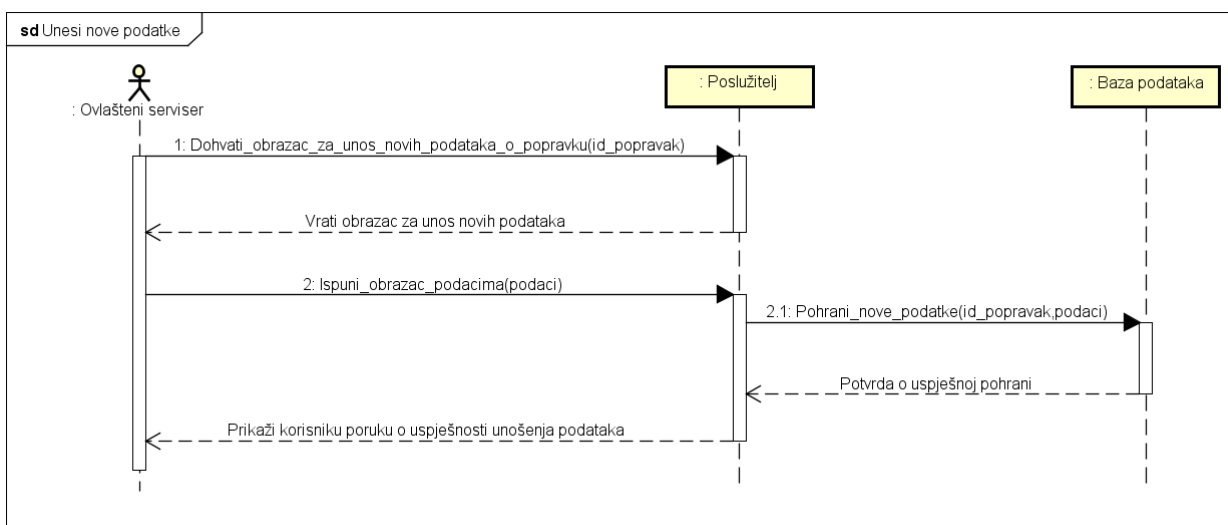 sd Unesi nove podatke
: Ovlašteni serviser
: Poslužitelj
: Baza podataka
1: Dohvati_obrazac_za_unos_novih_podataka_o_popravku(id_popravak)
Vrati obrazac za unos novih podataka
2: Ispuni_obrazac_podacima(podaci)
2.1: Pohrani_nove_podatke(id_popravak,podaci)
Potvrda o uspješnoj pohrani
Prikaži korisniku poruku o uspješnosti unošenja podataka